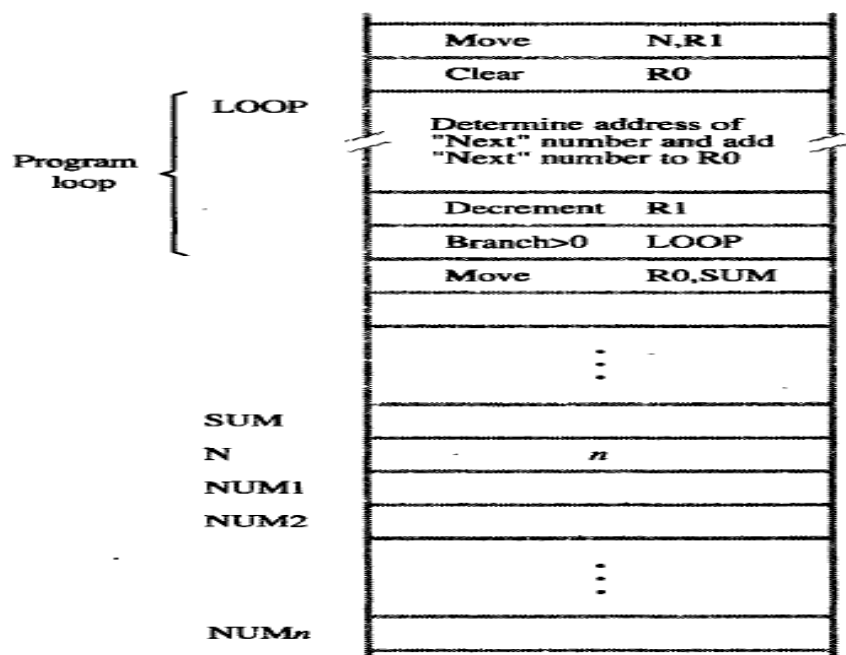 Move N,R1
Clear R0
LOOP
Determine address of
"Next" number and add
"Next" number to R0
Program
loop
Decrement R1
Branch>0 LOOP
Move R0,SUM
SUM
N n
NUM1
NUM2
NUMn